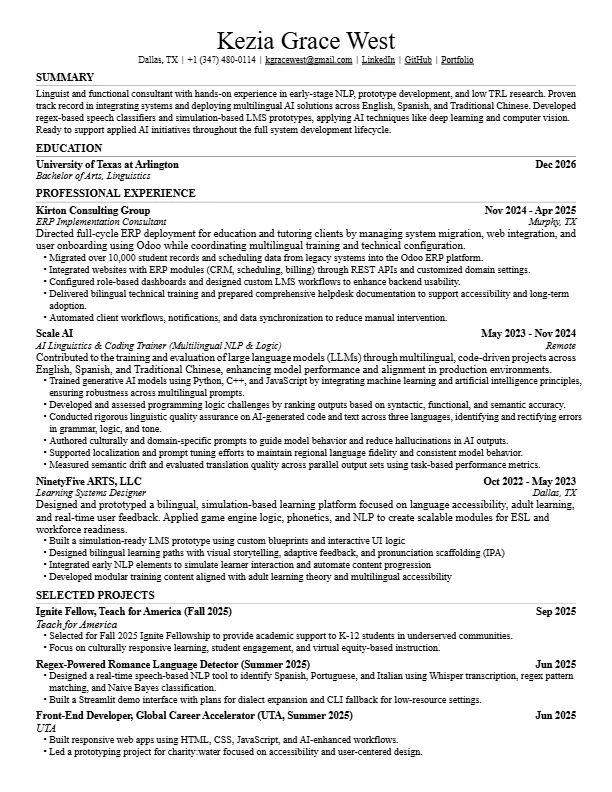 Kezia Grace West
Dallas, TX | +1 (347) 480-0114 | kgracewest@gmail.com | LinkedIn | GitHub | Portfolio
SUMMARY
Linguist and functional consultant with hands-on experience in early-stage NLP, prototype development, and low TRL research. Proven
track record in integrating systems and deploying multilingual AI solutions across English, Spanish, and Traditional Chinese. Developed
regex-based speech classifiers and simulation-based LMS prototypes, applying AI techniques like deep learning and computer vision.
Ready to support applied AI initiatives throughout the full system development lifecycle.
EDUCATION
University of Texas at Arlington Dec 2026
Bachelor of Arts, Linguistics
PROFESSIONAL EXPERIENCE
Kirton Consulting Group Nov 2024 - Apr 2025
ERP Implementation Consultant Murphy, TX
Directed full-cycle ERP deployment for education and tutoring clients by managing system migration, web integration, and
user onboarding using Odoo while coordinating multilingual training and technical configuration.
• Migrated over 10,000 student records and scheduling data from legacy systems into the Odoo ERP platform.
• Integrated websites with ERP modules (CRM, scheduling, billing) through REST APIs and customized domain settings.
• Configured role-based dashboards and designed custom LMS workflows to enhance backend usability.
• Delivered bilingual technical training and prepared comprehensive helpdesk documentation to support accessibility and long-term
adoption.
• Automated client workflows, notifications, and data synchronization to reduce manual intervention.
Scale AI May 2023 - Nov 2024
AI Linguistics & Coding Trainer (Multilingual NLP & Logic) Remote
Contributed to the training and evaluation of large language models (LLMs) through multilingual, code-driven projects across
English, Spanish, and Traditional Chinese, enhancing model performance and alignment in production environments.
• Trained generative AI models using Python, C++, and JavaScript by integrating machine learning and artificial intelligence principles,
ensuring robustness across multilingual prompts.
• Developed and assessed programming logic challenges by ranking outputs based on syntactic, functional, and semantic accuracy.
• Conducted rigorous linguistic quality assurance on AI-generated code and text across three languages, identifying and rectifying errors
in grammar, logic, and tone.
• Authored culturally and domain-specific prompts to guide model behavior and reduce hallucinations in AI outputs.
• Supported localization and prompt tuning efforts to maintain regional language fidelity and consistent model behavior.
• Measured semantic drift and evaluated translation quality across parallel output sets using task-based performance metrics.
NinetyFive ARTS, LLC Oct 2022 - May 2023
Learning Systems Designer Dallas, TX
Designed and prototyped a bilingual, simulation-based learning platform focused on language accessibility, adult learning,
and real-time user feedback. Applied game engine logic, phonetics, and NLP to create scalable modules for ESL and
workforce readiness.
• Built a simulation-ready LMS prototype using custom blueprints and interactive UI logic
• Designed bilingual learning paths with visual storytelling, adaptive feedback, and pronunciation scaffolding (IPA)
• Integrated early NLP elements to simulate learner interaction and automate content progression
• Developed modular training content aligned with adult learning theory and multilingual accessibility
SELECTED PROJECTS
Ignite Fellow, Teach for America (Fall 2025) Sep 2025
Teach for America
• Selected for Fall 2025 Ignite Fellowship to provide academic support to K-12 students in underserved communities.
• Focus on culturally responsive learning, student engagement, and virtual equity-based instruction.
Regex-Powered Romance Language Detector (Summer 2025) Jun 2025
• Designed a real-time speech-based NLP tool to identify Spanish, Portuguese, and Italian using Whisper transcription, regex pattern
matching, and Naive Bayes classification.
• Built a Streamlit demo interface with plans for dialect expansion and CLI fallback for low-resource settings.
Front-End Developer, Global Career Accelerator (UTA, Summer 2025) Jun 2025
UTA
• Built responsive web apps using HTML, CSS, JavaScript, and AI-enhanced workflows.
• Led a prototyping project for charity:water focused on accessibility and user-centered design.